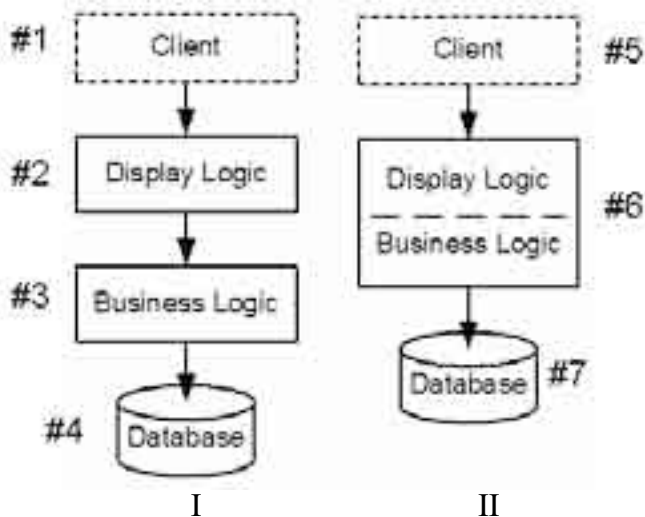 #1
Client
#2
Display Logic
#3
Business Logic
#4
Database
I
Client
#5
Display Logic
#6
Business Logic
Database
#7
II